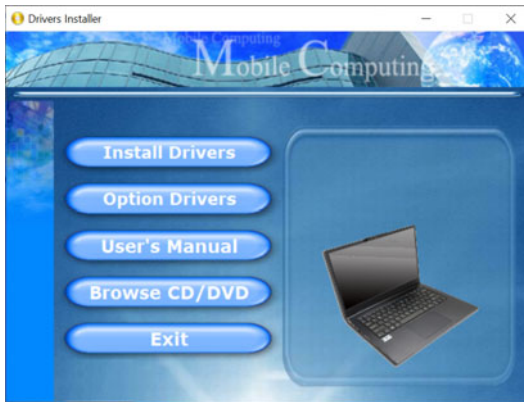 Drivers Installer
Mobile Computing
Mobile Computing
Install Drivers
Option Drivers
User's Manual
Browse CD/DVD
Exit